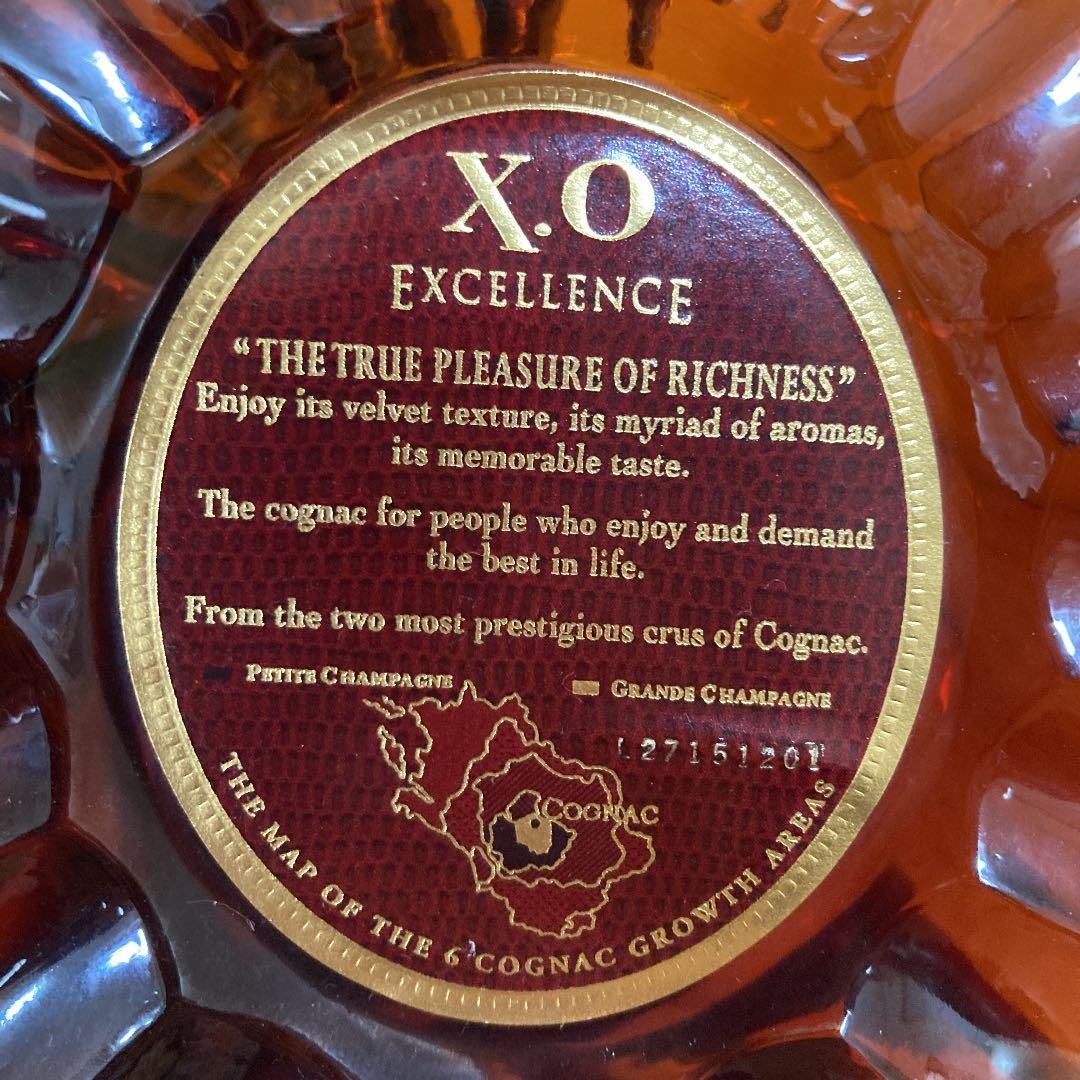 X.O
EXCELLENCE
“THE TRUE PLEASURE OF RICHNESS”
Enjoy its velvet texture, its myriad of aromas,
its memorable taste.
The cognac for people who enjoy and demand
the best in life.
From the two most prestigious crus of Cognac.
PETITE CHAMPAGNE
GRANDE CHAMPAGNE
L27151201
COGNAC
THE MAP OF THE 6 COGNAC GROWTH AREAS